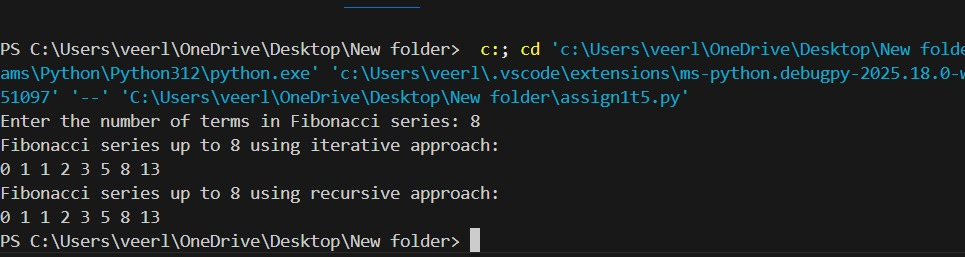 PS C:\Users\veerl\OneDrive\Desktop\New folder>  c:; cd 'c:\Users\veerl\OneDrive\Desktop\New folde
ams\Python\Python312\python.exe' 'c:\Users\veerl\.vscode\extensions\ms-python.debugpy-2025.18.0-w
51097' '--' 'C:\Users\veerl\OneDrive\Desktop\New folder\assign1t5.py'
Enter the number of terms in Fibonacci series: 8
Fibonacci series up to 8 using iterative approach:
0 1 1 2 3 5 8 13
Fibonacci series up to 8 using recursive approach:
0 1 1 2 3 5 8 13
PS C:\Users\veerl\OneDrive\Desktop\New folder>